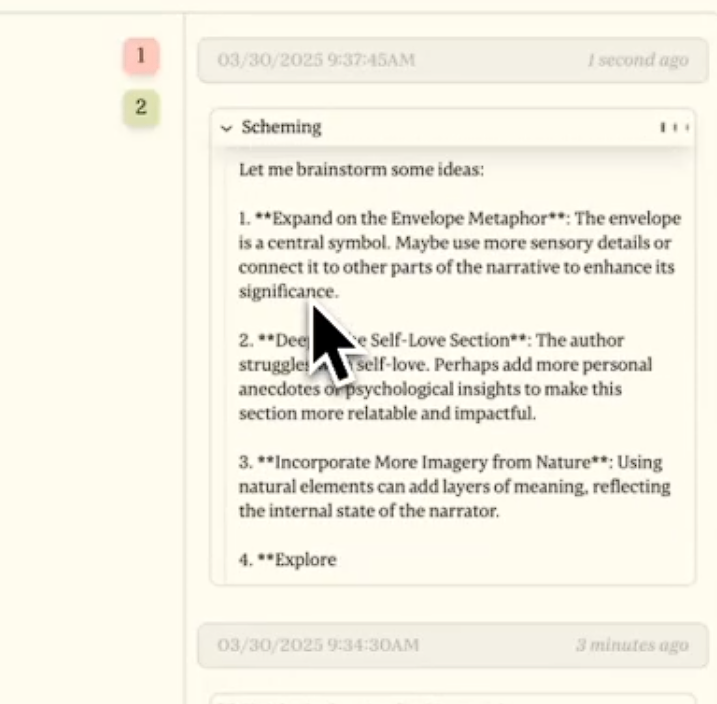 1
2
03/30/2025 9:37:45AM 1 second ago
Scheming
Let me brainstorm some ideas:
1. **Expand on the Envelope Metaphor**: The envelope
is a central symbol. Maybe use more sensory details or
connect it to other parts of the narrative to enhance its
significance.
2. **Dee e Self-Love Section**: The author
struggles self-love. Perhaps add more personal
anecdotes or psychological insights to make this
section more relatable and impactful.
3. **Incorporate More Imagery from Nature**: Using
natural elements can add layers of meaning, reflecting
the internal state of the narrator.
4. **Explore
03/30/2025 9:34:30AM 3 minutes ago